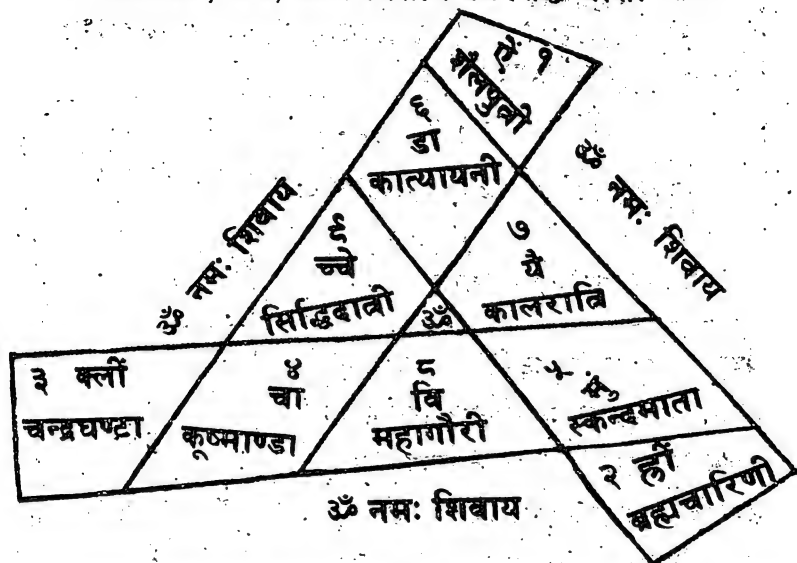 ऐं १
शैलपुत्री
६
डा
कात्यायनी
ॐ नमः शिवाय
ॐ नमः शिवाय
९
च्चे
सिद्धिदात्री
७
यै
कालरात्रि
ॐ
३ क्लीं
चन्द्रघण्टा
४
चा
कूष्माण्डा
८
वि
महागौरी
५ मुं
स्कन्दमाता
२ ह्रीं
ब्रह्मचारिणी
ॐ नमः शिवाय